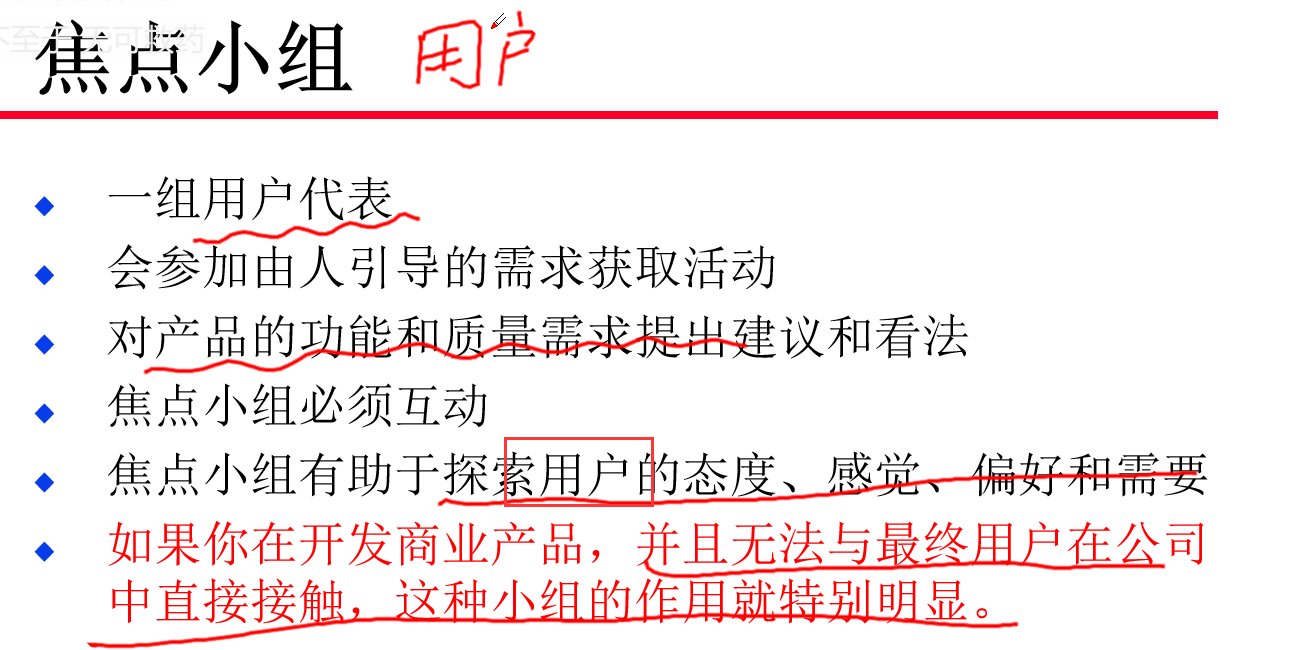 焦点小组 用户
一组用户代表
会参加由人引导的需求获取活动
对产品的功能和质量需求提出建议和看法
焦点小组必须互动
焦点小组有助于探索用户的态度、感觉、偏好和需要
如果你在开发商业产品，并且无法与最终用户在公司
中直接接触，这种小组的作用就特别明显。